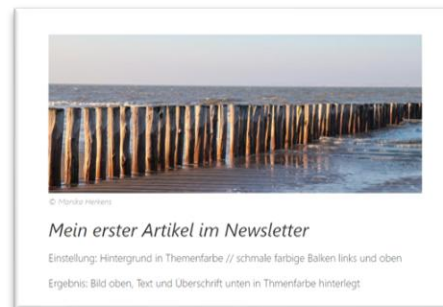 © Monika Herkens
Mein erster Artikel im Newsletter
Einstellung: Hintergrund in Themenfarbe // schmale farbige Balken links und oben
Ergebnis: Bild oben, Text und Überschrift unten in Thmenfarbe hinterlegt